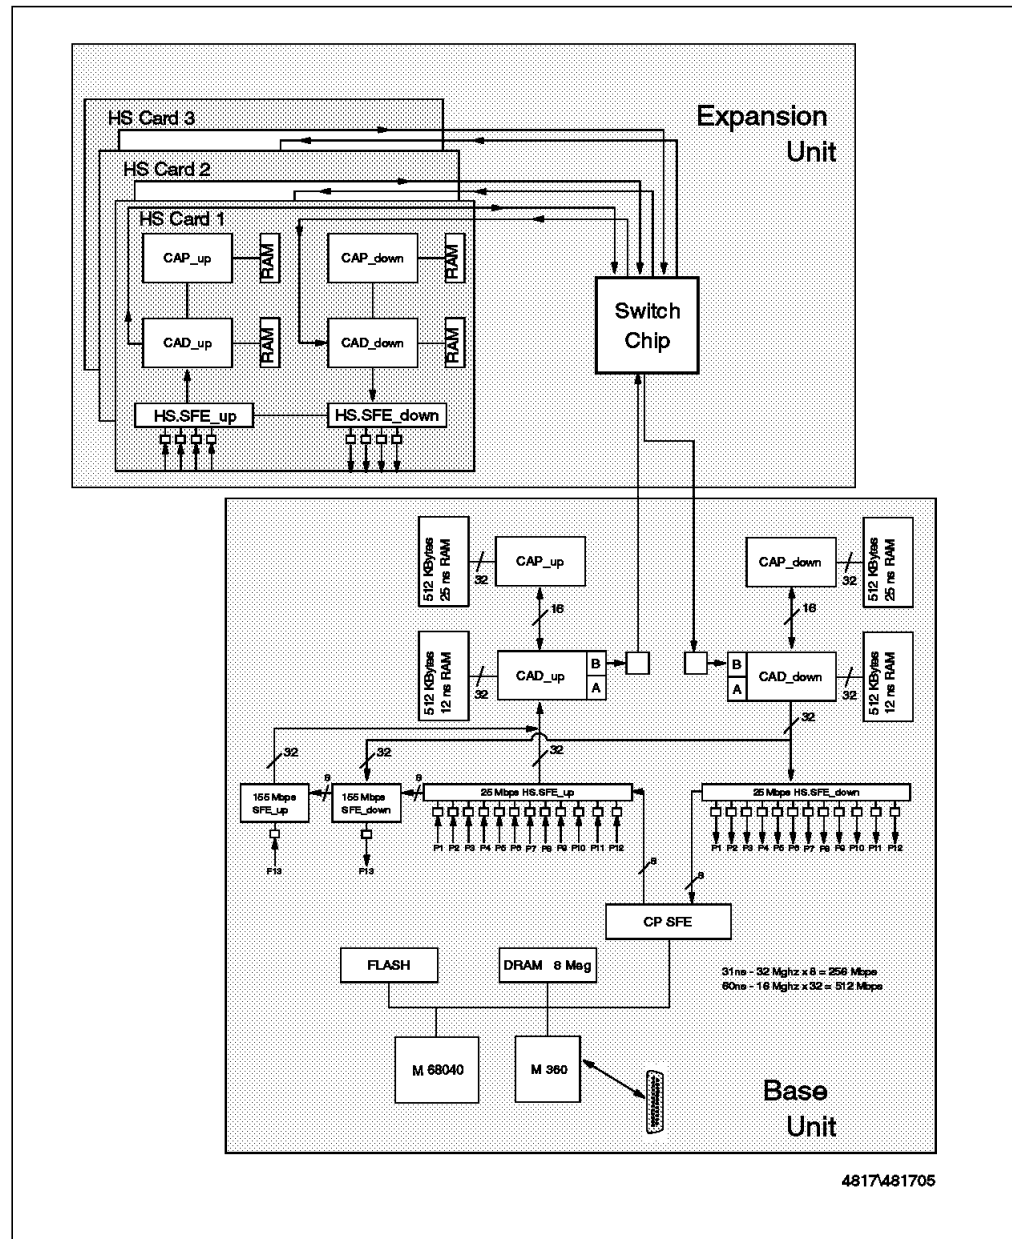 Expansion
Unit
HS Card 3
HS Card 2
HS Card 1
CAP_up
RAM
CAP_down
RAM
CAD_up
RAM
CAD_down
RAM
Switch
Chip
HS.SFE_up
HS.SFE_down
512 KBytes
25 ns RAM
32
CAP_up
CAP_down
32
512 KBytes
25 ns RAM
16
16
512 KBytes
12 ns RAM
32
CAD_up
B
A
B
A
CAD_down
32
512 KBytes
12 ns RAM
32
32
32
32
155 Mbps
SFE_up
8
155 Mbps
SFE_down
8
25 Mbps HS.SFE_up
25 Mbps HS.SFE_down
P13
P13
P1 P2 P3 P4 P5 P6 P7 P8 P9 P10 P11 P12
P1 P2 P3 P4 P5 P6 P7 P8 P9 P10 P11 P12
8
8
CP SFE
FLASH
DRAM 8 Meg
31ns - 32 Mghz x 8 = 256 Mbps
60ns - 16 Mghz x 32 = 512 Mbps
M 68040
M 360
Base
Unit
4817\481705